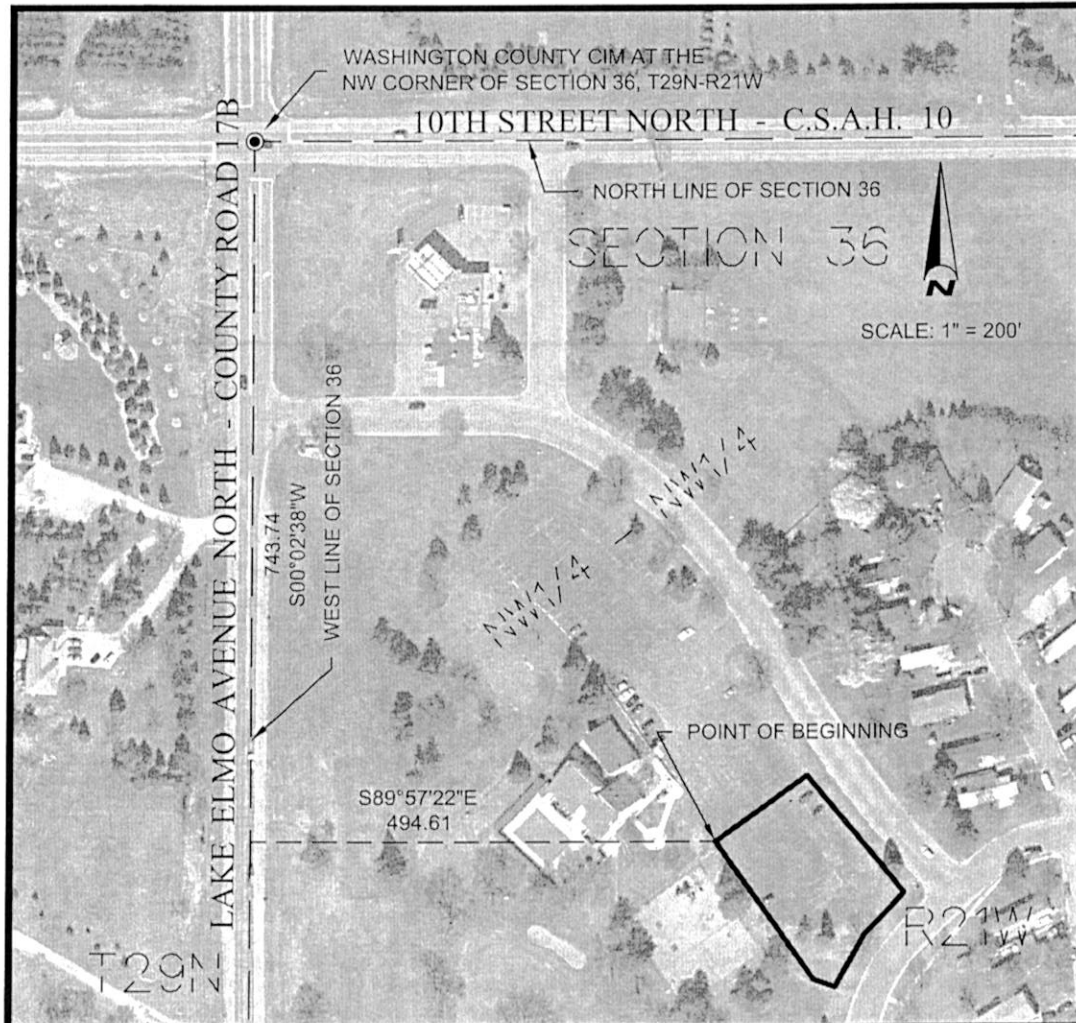 WASHINGTON COUNTY CIM AT THE
NW CORNER OF SECTION 36, T29N-R21W
10TH STREET NORTH - C.S.A.H. 10
NORTH LINE OF SECTION 36
SECTION 36
N
SCALE: 1" = 200'
LAKE ELMO AVENUE NORTH - COUNTY ROAD 17B
743.74
S00°02'38"W
WEST LINE OF SECTION 36
NW1/4
NW1/4
POINT OF BEGINNING
S89°57'22"E
494.61
R21W
T29N